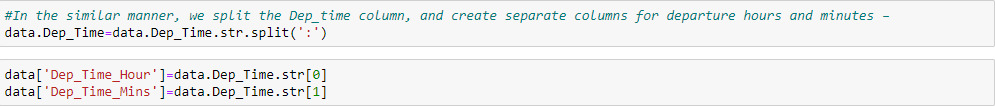 #In the similar manner, we split the Dep_time column, and create separate columns for departure hours and minutes –
data.Dep_Time=data.Dep_Time.str.split(':')
data['Dep_Time_Hour']=data.Dep_Time.str[0]
data['Dep_Time_Mins']=data.Dep_Time.str[1]